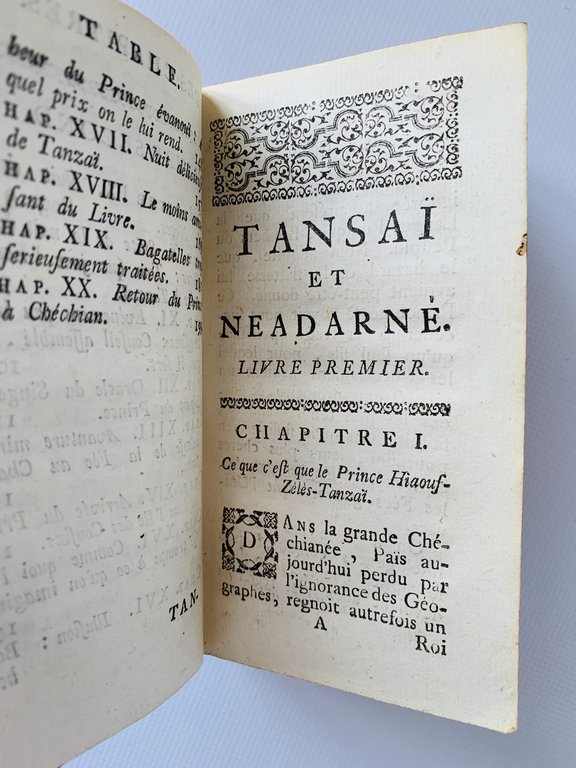 TABLE.
heur du Prince évanoui :
quel prix on le lui rend.
HAP. XVII. Nuit
de Tanzaï.
HAP. XVIII. Le moins
sant du Livre.
HAP. XIX. Bagatelles
serieusement traitées.
HAP. XX. Retour du
à Chéchian.
TAN.
TANSAÏ
ET
NEADARNÉ.
LIVRE PREMIER.
CHAPITRE I.
Ce que c'est que le Prince Hiaouf-
Zélès-Tanzaï.
DANS la grande Ché-
chianée, Païs au-
jourd'hui perdu par
l'ignorance des Géo-
graphes, regnoit autrefois un
A
Roi